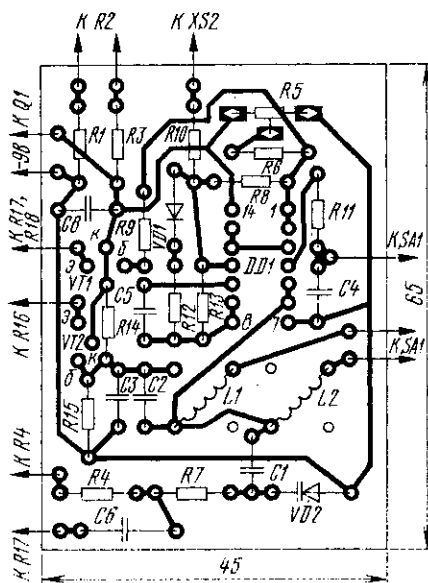 К R2
К XS2
К Q1
-9В
К R17,
R18
К R16
К R4
К R17
R1
R3
R10
R5
R6
R8
R9
C8
VD1
14
1
R11
к
б
э
VT1
DD1
К SA1
C5
C4
э
R14
R12
R13
8
7
VT2
к
б
C3
C2
К SA1
R15
L1
L2
R4
R7
C1
VD2
C6
65
45